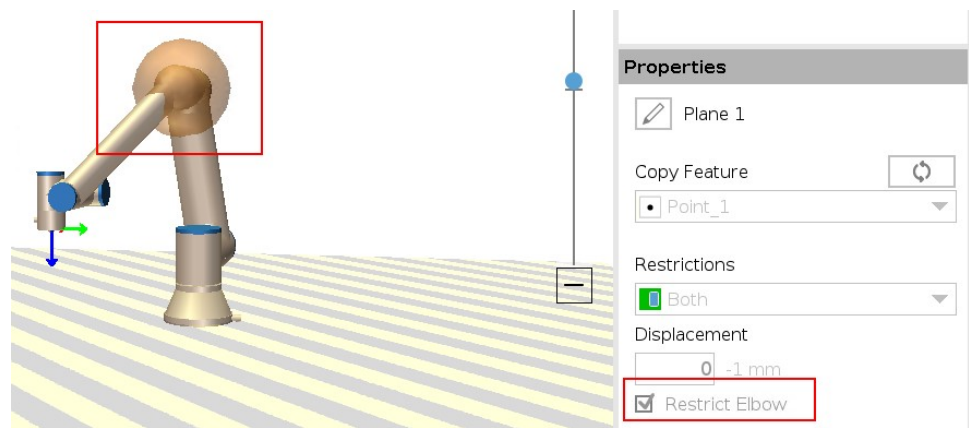 Properties
Plane 1
Copy Feature
Point_1
Restrictions
Both
Displacement
0 -1 mm
Restrict Elbow